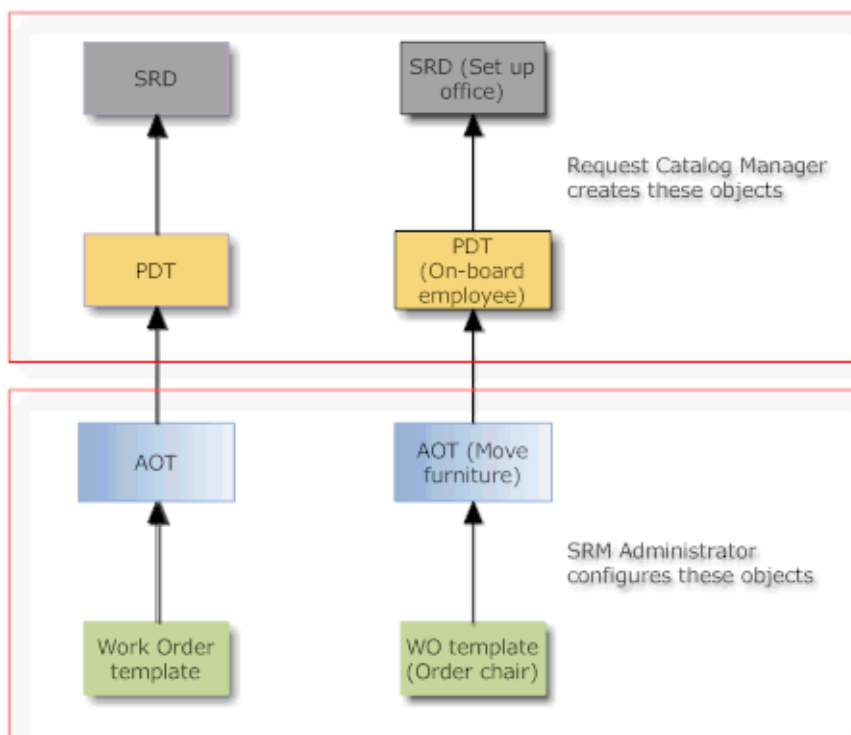 SRD
SRD (Set up
office)
Request Catalog Manager
creates these objects
PDT
PDT
(On-board
employee)
AOT
AOT (Move
furniture)
SRM Administrator
configures these objects
Work Order
template
WO template
(Order chair)